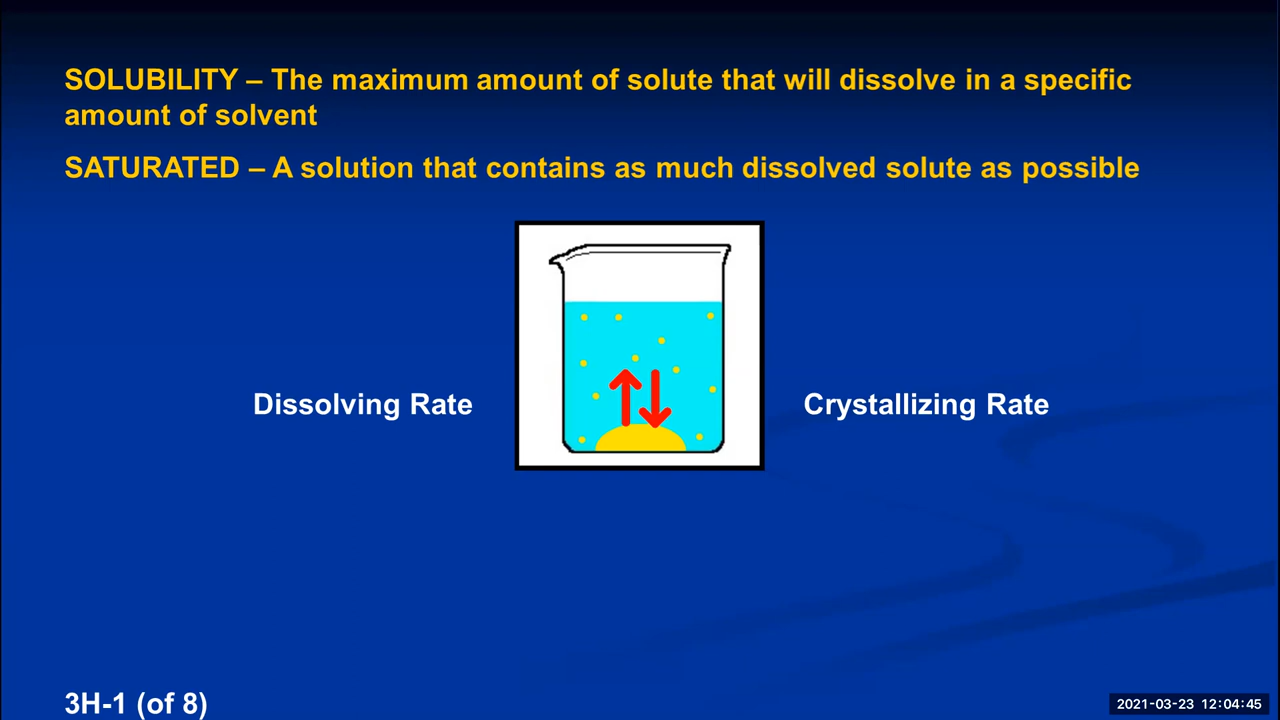 SOLUBILITY – The maximum amount of solute that will dissolve in a specific
amount of solvent
SATURATED – A solution that contains as much dissolved solute as possible
Dissolving Rate
Crystallizing Rate
3H-1 (of 8)
2021-03-23 12:04:45